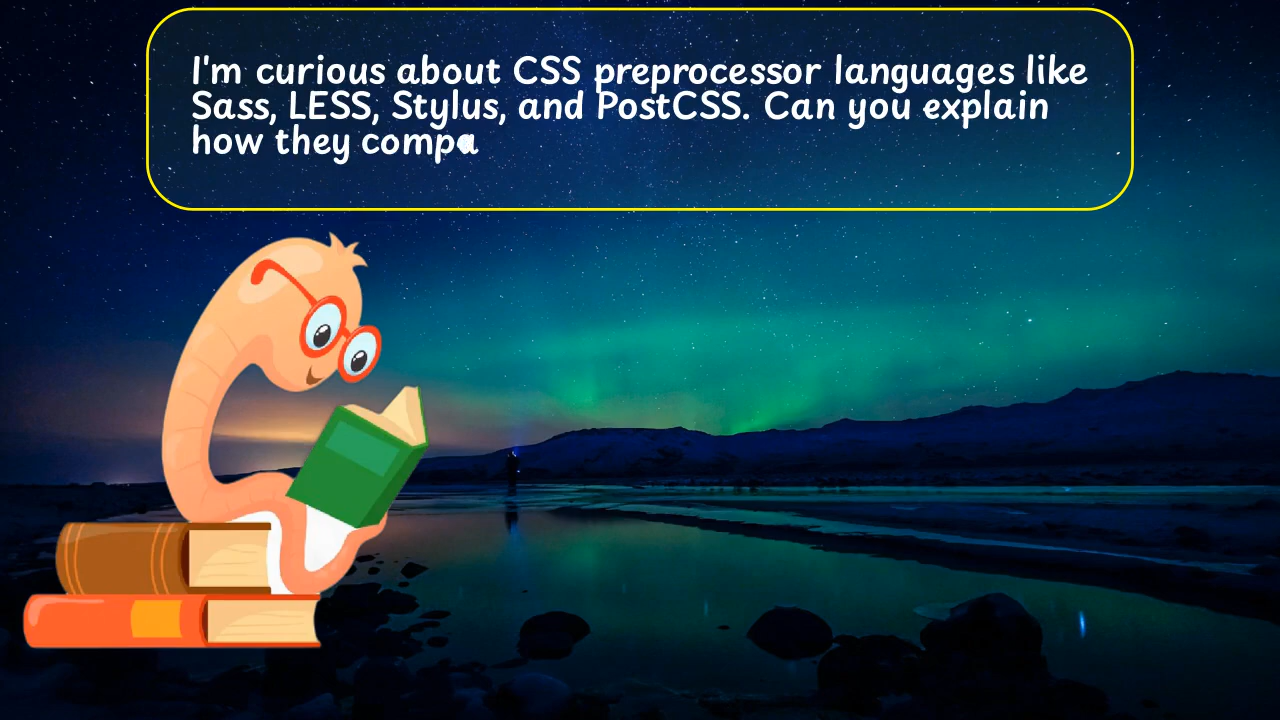 I'm curious about CSS preprocessor languages like
Sass, LESS, Stylus, and PostCSS. Can you explain
how they compa